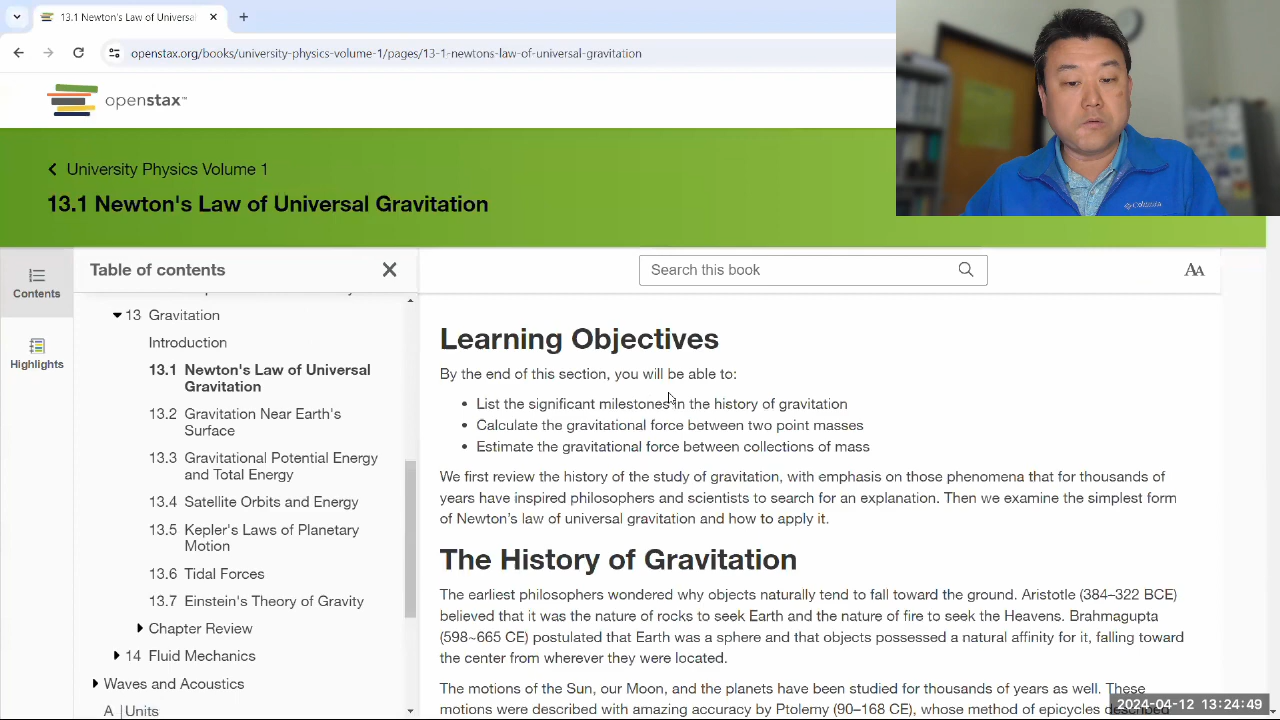 13.1 Newton's Law of Universal
openstax.org/books/university-physics-volume-1/pages/13-1-newtons-law-of-universal-gravitation
openstax™
University Physics Volume 1
13.1 Newton's Law of Universal Gravitation
Columbia
Contents
Highlights
Table of contents
13 Gravitation
Introduction
13.1 Newton's Law of Universal
Gravitation
13.2 Gravitation Near Earth's
Surface
13.3 Gravitational Potential Energy
and Total Energy
13.4 Satellite Orbits and Energy
13.5 Kepler's Laws of Planetary
Motion
13.6 Tidal Forces
13.7 Einstein's Theory of Gravity
Chapter Review
14 Fluid Mechanics
Waves and Acoustics
A | Units
Search this book
AA
Learning Objectives
By the end of this section, you will be able to:
• List the significant milestones in the history of gravitation
• Calculate the gravitational force between two point masses
• Estimate the gravitational force between collections of mass
We first review the history of the study of gravitation, with emphasis on those phenomena that for thousands of
years have inspired philosophers and scientists to search for an explanation. Then we examine the simplest form
of Newton’s law of universal gravitation and how to apply it.
The History of Gravitation
The earliest philosophers wondered why objects naturally tend to fall toward the ground. Aristotle (384–322 BCE)
believed that it was the nature of rocks to seek Earth and the nature of fire to seek the Heavens. Brahmagupta
(598~665 CE) postulated that Earth was a sphere and that objects possessed a natural affinity for it, falling toward
the center from wherever they were located.
The motions of the Sun, our Moon, and the planets have been studied for thousands of years as well. These
motions were described with amazing accuracy by Ptolemy (90–168 CE), whose method of epicycles described
2024-04-12 13:24:49